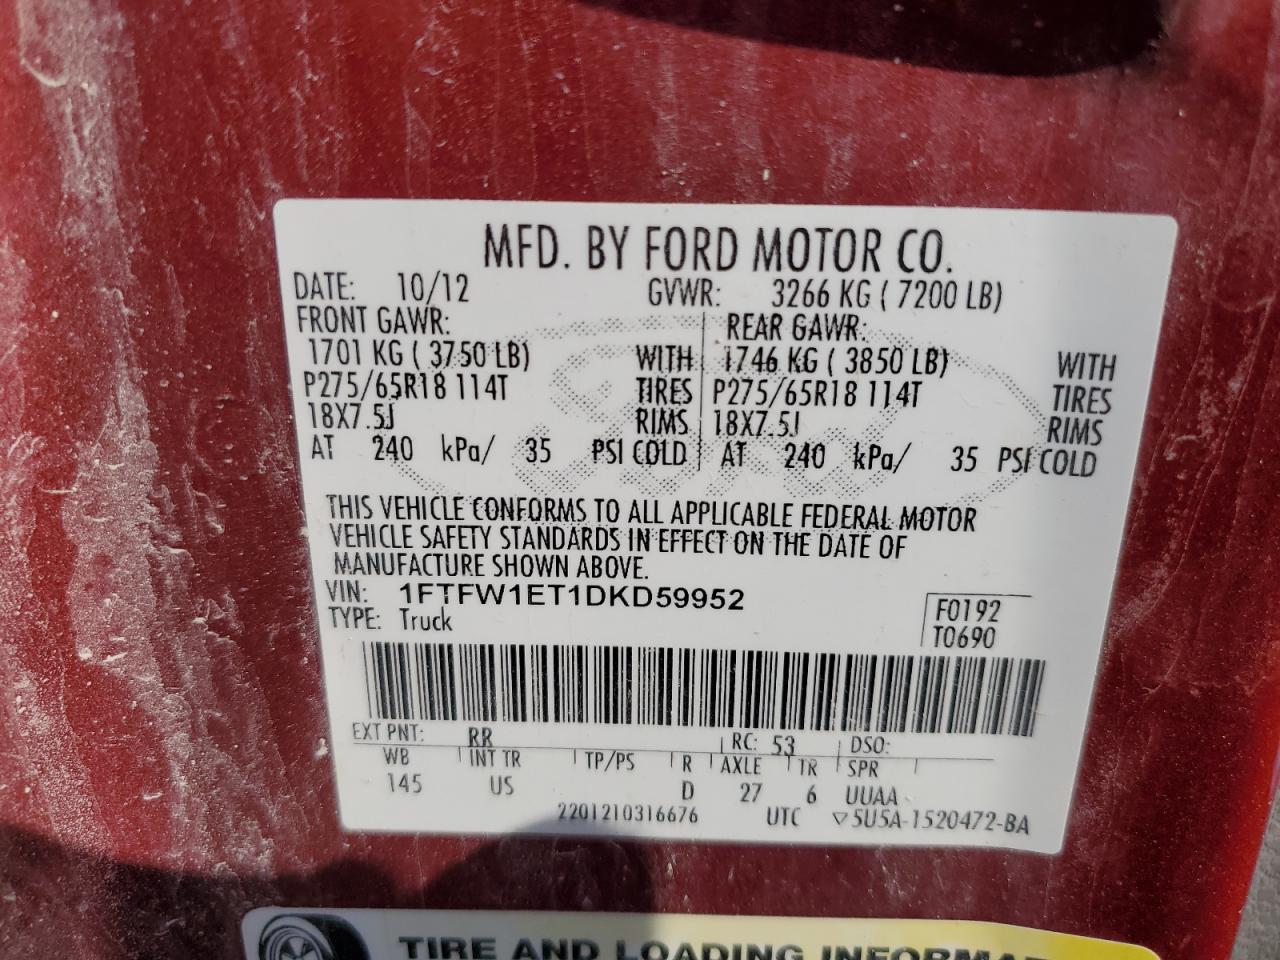 MFD. BY FORD MOTOR CO.
DATE: 10/12 GVWR: 3266 KG ( 7200 LB)
FRONT GAWR: REAR GAWR:
1701 KG ( 3750 LB) WITH 1746 KG ( 3850 LB) WITH
P275/65R18 114T TIRES P275/65R18 114T TIRES
18X7.5J RIMS 18X7.5J RIMS
AT 240 kPa/ 35 PSI COLD AT 240 kPa/ 35 PSI COLD
THIS VEHICLE CONFORMS TO ALL APPLICABLE FEDERAL MOTOR
VEHICLE SAFETY STANDARDS IN EFFECT ON THE DATE OF
MANUFACTURE SHOWN ABOVE.
VIN: 1FTFW1ET1DKD59952
TYPE: Truck
F0192
T0690
EXT PNT: RR RC: 53 DSO:
WB INT TR TP/PS R AXLE TR SPR
145 US D 27 6 UUAA
2201210316676 UTC ▽5U5A-1520472-BA
TIRE AND LOADING INFORMA